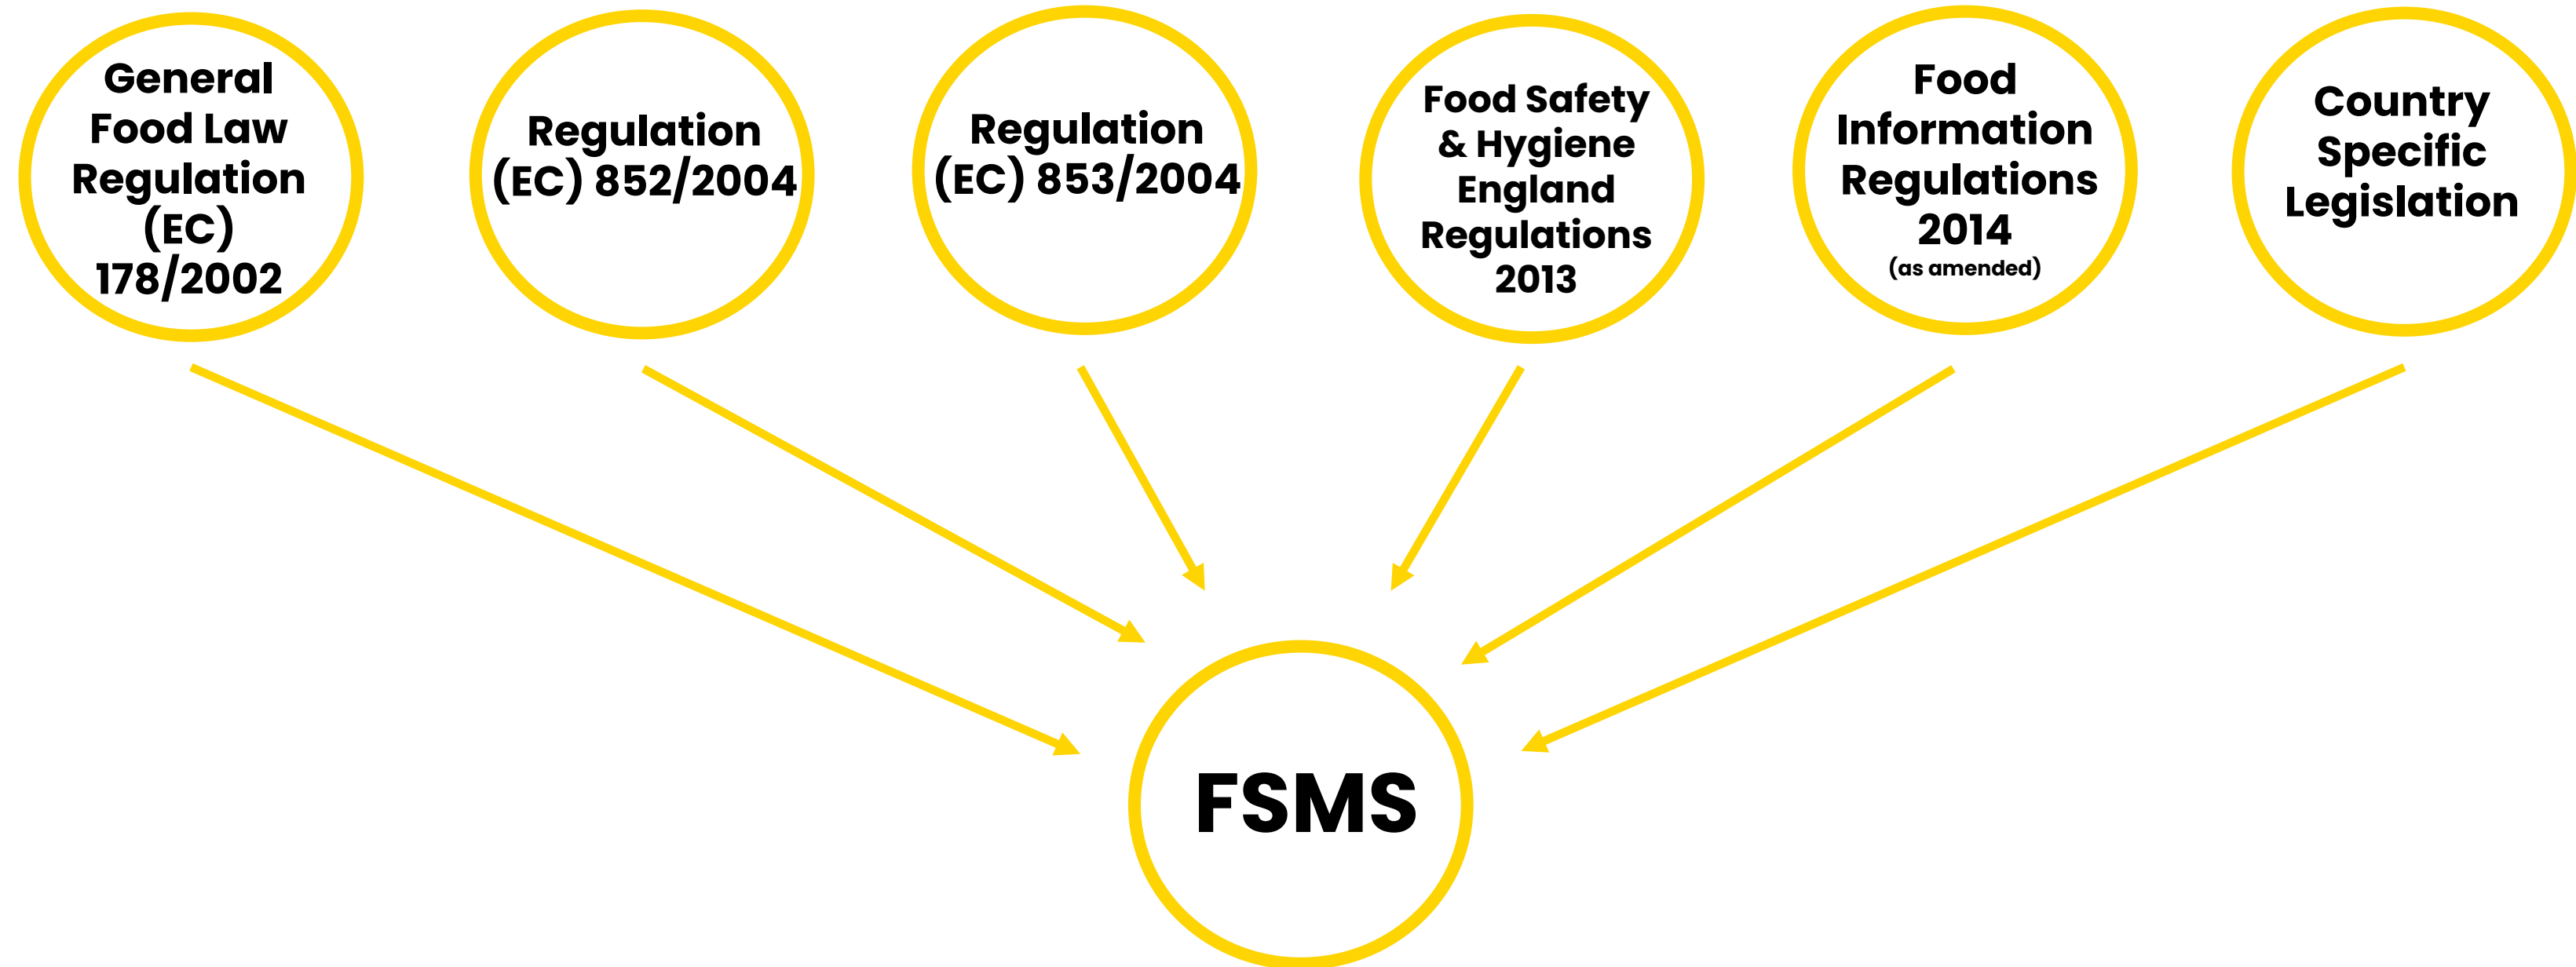 General
Food Law
Regulation
(EC)
178/2002
Regulation
(EC) 852/2004
Regulation
(EC) 853/2004
Food Safety
& Hygiene
England
Regulations
2013
Food
Information
Regulations
2014
(as amended)
Country
Specific
Legislation
FSMS